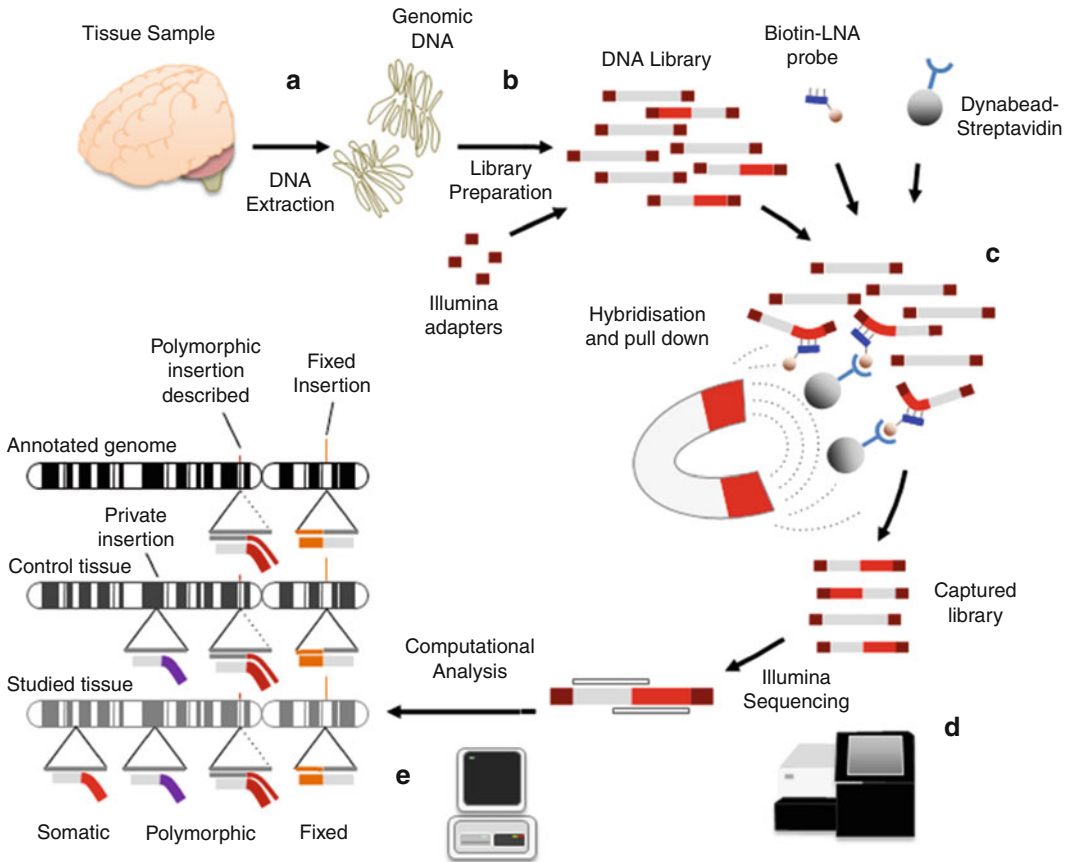 Tissue Sample
a
DNA
Extraction
Genomic
DNA
b
Library
Preparation
Illumina
adapters
DNA Library
Biotin-LNA
probe
Dynabead-
Streptavidin
c
Hybridisation
and pull down
Captured
library
Illumina
Sequencing
d
Computational
Analysis
e
Polymorphic
insertion
described
Fixed
Insertion
Annotated genome
Private
insertion
Control tissue
Studied tissue
Somatic
Polymorphic
Fixed